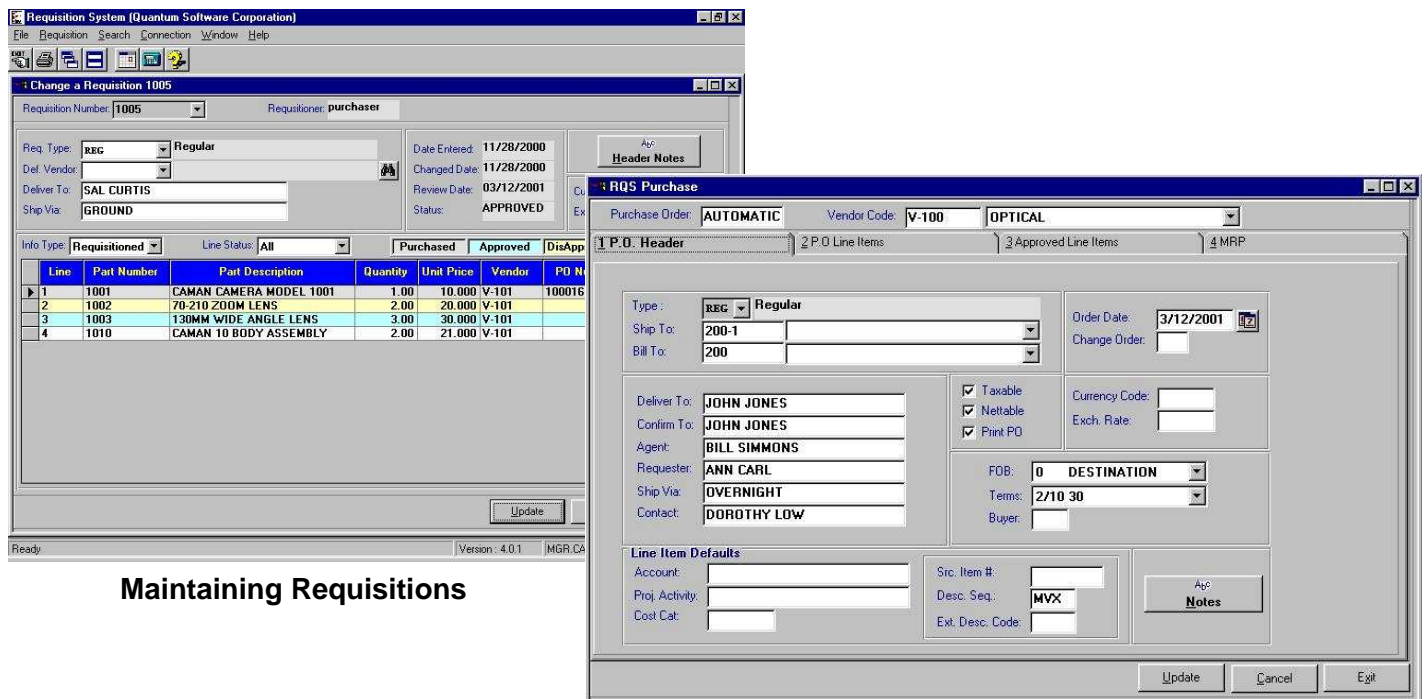 Requisition System (Quantum Software Corporation)
File Requisition Search Connection Window Help
EXIT
Change a Requisition 1005
Requisition Number: 1005 Requsitioner: purchaser
Req. Type: REG Regular
Def. Vendor:
Deliver To: SAL CURTIS
Ship Via: GROUND
Date Entered: 11/28/2000
Changed Date: 11/28/2000
Review Date: 03/12/2001
Status: APPROVED
Abc
Header Notes
Cu
Ex
Info Type: Requisitioned Line Status: All Purchased Approved DisApp
Line Part Number Part Description Quantity Unit Price Vendor PO N
1 1001 CAMAN CAMERA MODEL 1001 1.00 10.000 V-101 100016
2 1002 70-210 ZOOM LENS 2.00 20.000 V-101
3 1003 130MM WIDE ANGLE LENS 3.00 30.000 V-101
4 1010 CAMAN 10 BODY ASSEMBLY 2.00 21.000 V-101
Update
Ready Version : 4.0.1 MGR.CA
Maintaining Requisitions
RQS Purchase
Purchase Order: AUTOMATIC Vendor Code: V-100 OPTICAL
1 P.O. Header 2 P.O Line Items 3 Approved Line Items 4 MRP
Type : REG Regular
Ship To: 200-1
Bill To: 200
Order Date: 3/12/2001
Change Order:
Deliver To: JOHN JONES
Confirm To: JOHN JONES
Agent: BILL SIMMONS
Requester: ANN CARL
Ship Via: OVERNIGHT
Contact: DOROTHY LOW
Taxable
Nettable
Print PO
Currency Code:
Exch. Rate:
FOB: 0 DESTINATION
Terms: 2/10 30
Buyer:
Line Item Defaults
Account:
Proj. Activity:
Cost Cat:
Src. Item #:
Desc. Seq.: MVX
Ext. Desc. Code:
Abc
Notes
Update Cancel Exit